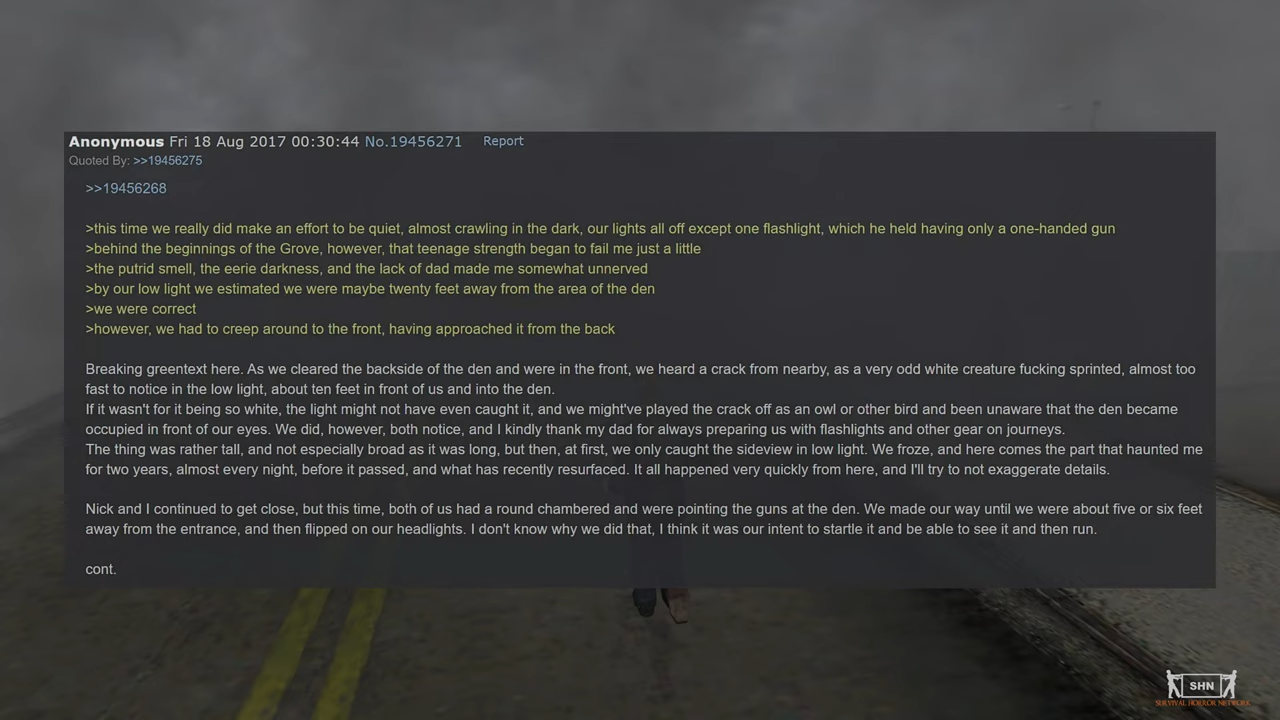 Anonymous Fri 18 Aug 2017 00:30:44 No.19456271 Report
Quoted By: >>19456275
>>19456268
>this time we really did make an effort to be quiet, almost crawling in the dark, our lights all off except one flashlight, which he held having only a one-handed gun
>behind the beginnings of the Grove, however, that teenage strength began to fail me just a little
>the putrid smell, the eerie darkness, and the lack of dad made me somewhat unnerved
>by our low light we estimated we were maybe twenty feet away from the area of the den
>we were correct
>however, we had to creep around to the front, having approached it from the back
Breaking greentext here. As we cleared the backside of the den and were in the front, we heard a crack from nearby, as a very odd white creature fucking sprinted, almost too
fast to notice in the low light, about ten feet in front of us and into the den.
If it wasn't for it being so white, the light might not have even caught it, and we might've played the crack off as an owl or other bird and been unaware that the den became
occupied in front of our eyes. We did, however, both notice, and I kindly thank my dad for always preparing us with flashlights and other gear on journeys.
The thing was rather tall, and not especially broad as it was long, but then, at first, we only caught the sideview in low light. We froze, and here comes the part that haunted me
for two years, almost every night, before it passed, and what has recently resurfaced. It all happened very quickly from here, and I'll try to not exaggerate details.
Nick and I continued to get close, but this time, both of us had a round chambered and were pointing the guns at the den. We made our way until we were about five or six feet
away from the entrance, and then flipped on our headlights. I don't know why we did that, I think it was our intent to startle it and be able to see it and then run.
cont.
SHN
SURVIVAL HORROR NETWORK